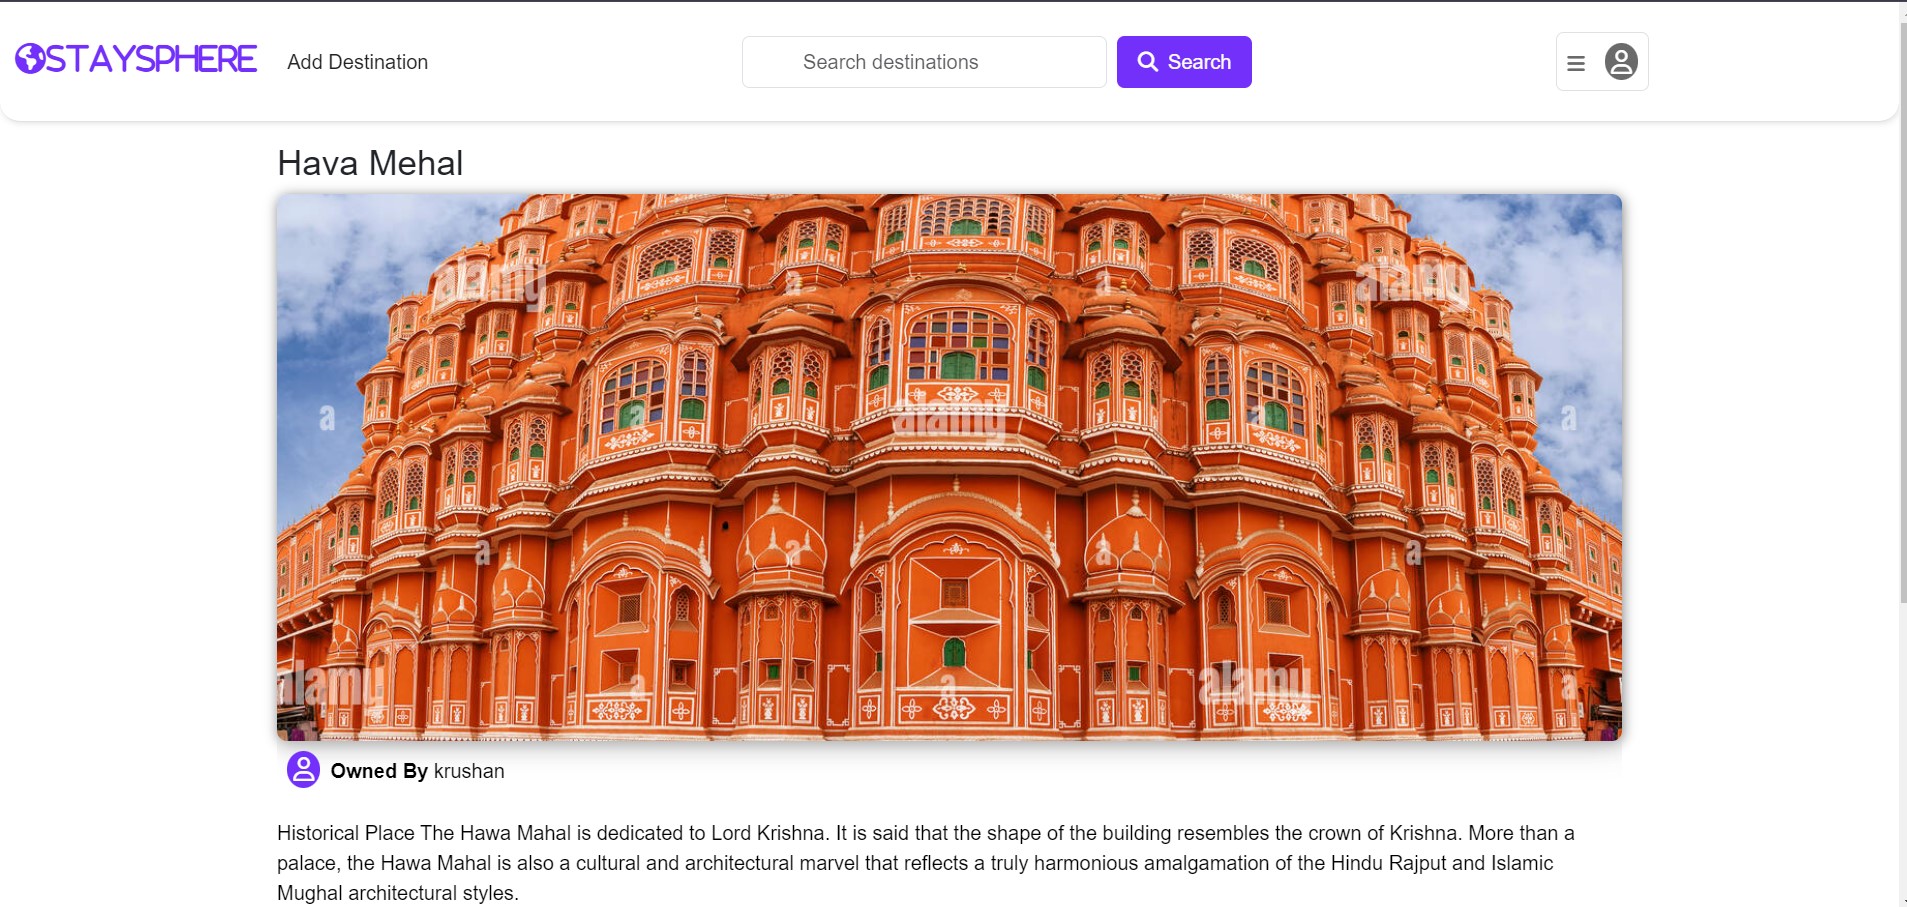 STAYSPHERE
Add Destination
Search destinations
Search
Hava Mehal
alamy
a
a
alamy
a
a
alamy
a
a
a
a
a
a
alamy
a
a
alamy
a
Owned By krushan
Historical Place The Hawa Mahal is dedicated to Lord Krishna. It is said that the shape of the building resembles the crown of Krishna. More than a
palace, the Hawa Mahal is also a cultural and architectural marvel that reflects a truly harmonious amalgamation of the Hindu Rajput and Islamic
Mughal architectural styles.